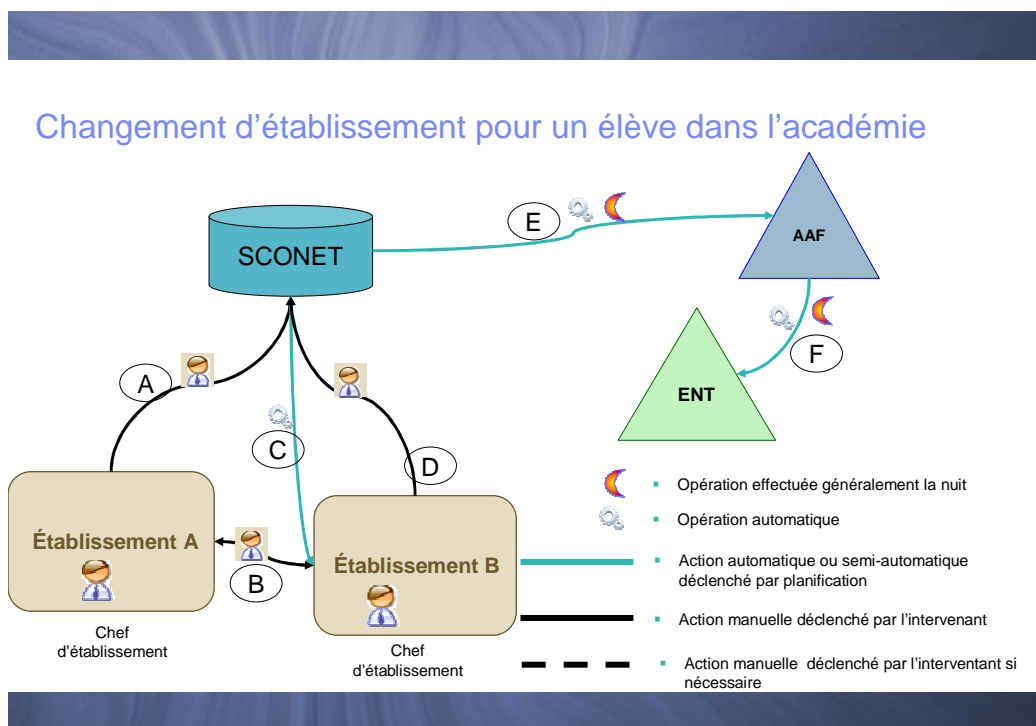 Changement d'établissement pour un élève dans l'académie
SCONET
E
AAF
A
F
ENT
C
D
Établissement A
B
Établissement B
Chef
d'établissement
Chef
d'établissement
Opération effectuée généralement la nuit
Opération automatique
Action automatique ou semi-automatique
déclenché par planification
Action manuelle déclenché par l'intervenant
Action manuelle déclenché par l'interventant si
nécessaire